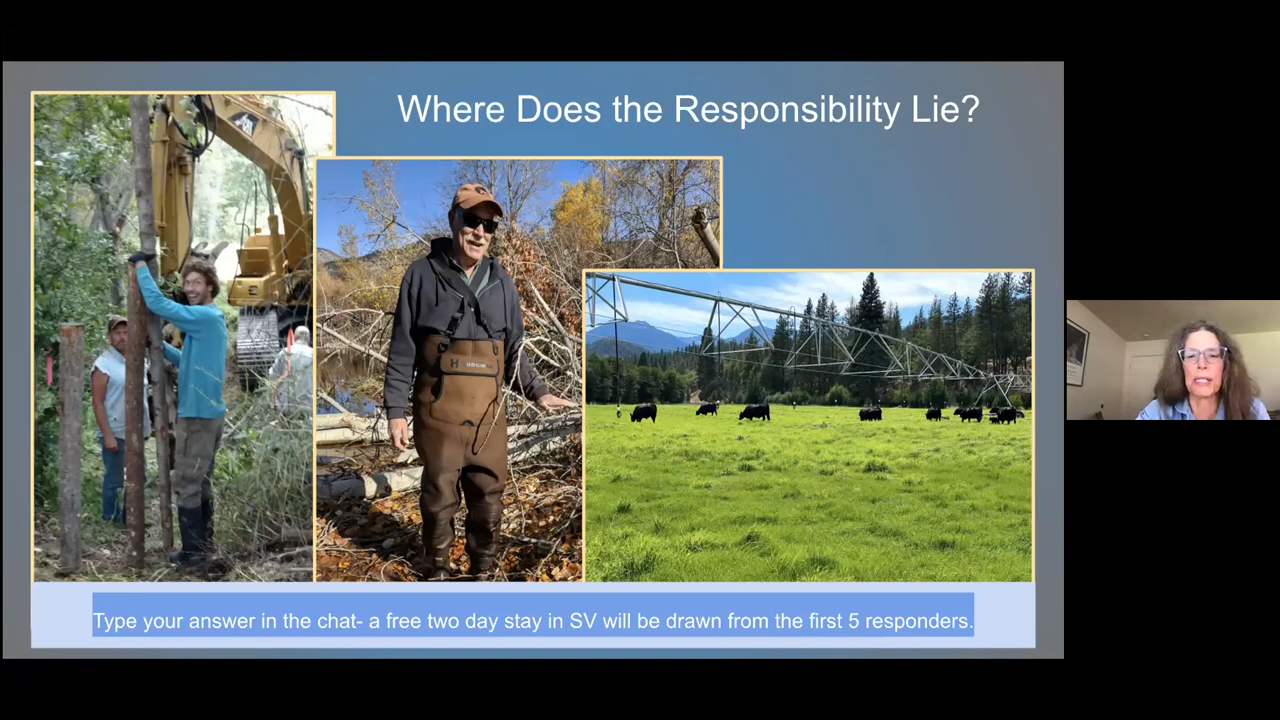 Where Does the Responsibility Lie?
Type your answer in the chat- a free two day stay in SV will be drawn from the first 5 responders.